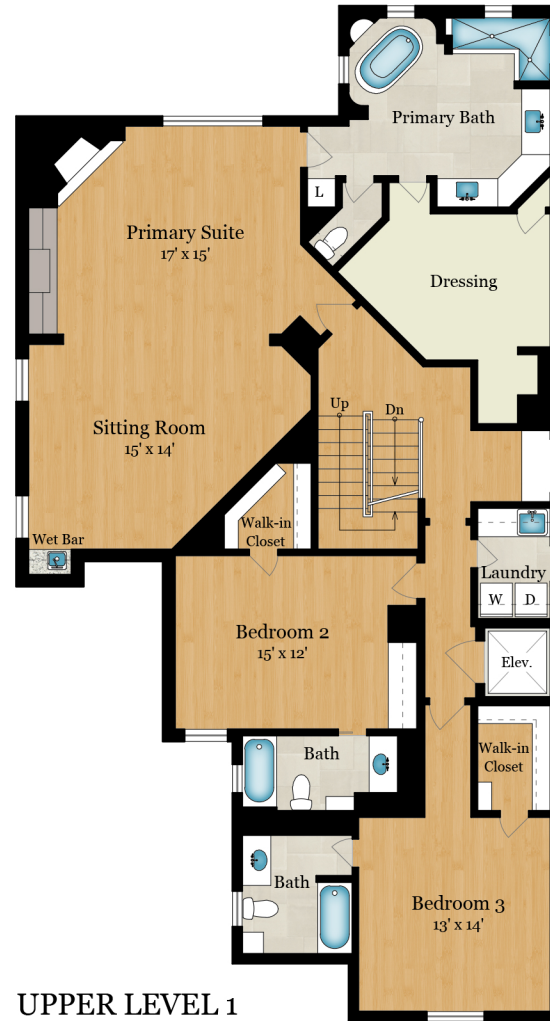 Primary Bath
L
Primary Suite
17' x 15'
Dressing
Up
Dn
Sitting Room
15' x 14'
Walk-in
Closet
Wet Bar
Laundry
W
D
Bedroom 2
15' x 12'
Elev.
Bath
Walk-in
Closet
Bath
Bedroom 3
13' x 14'
UPPER LEVEL 1